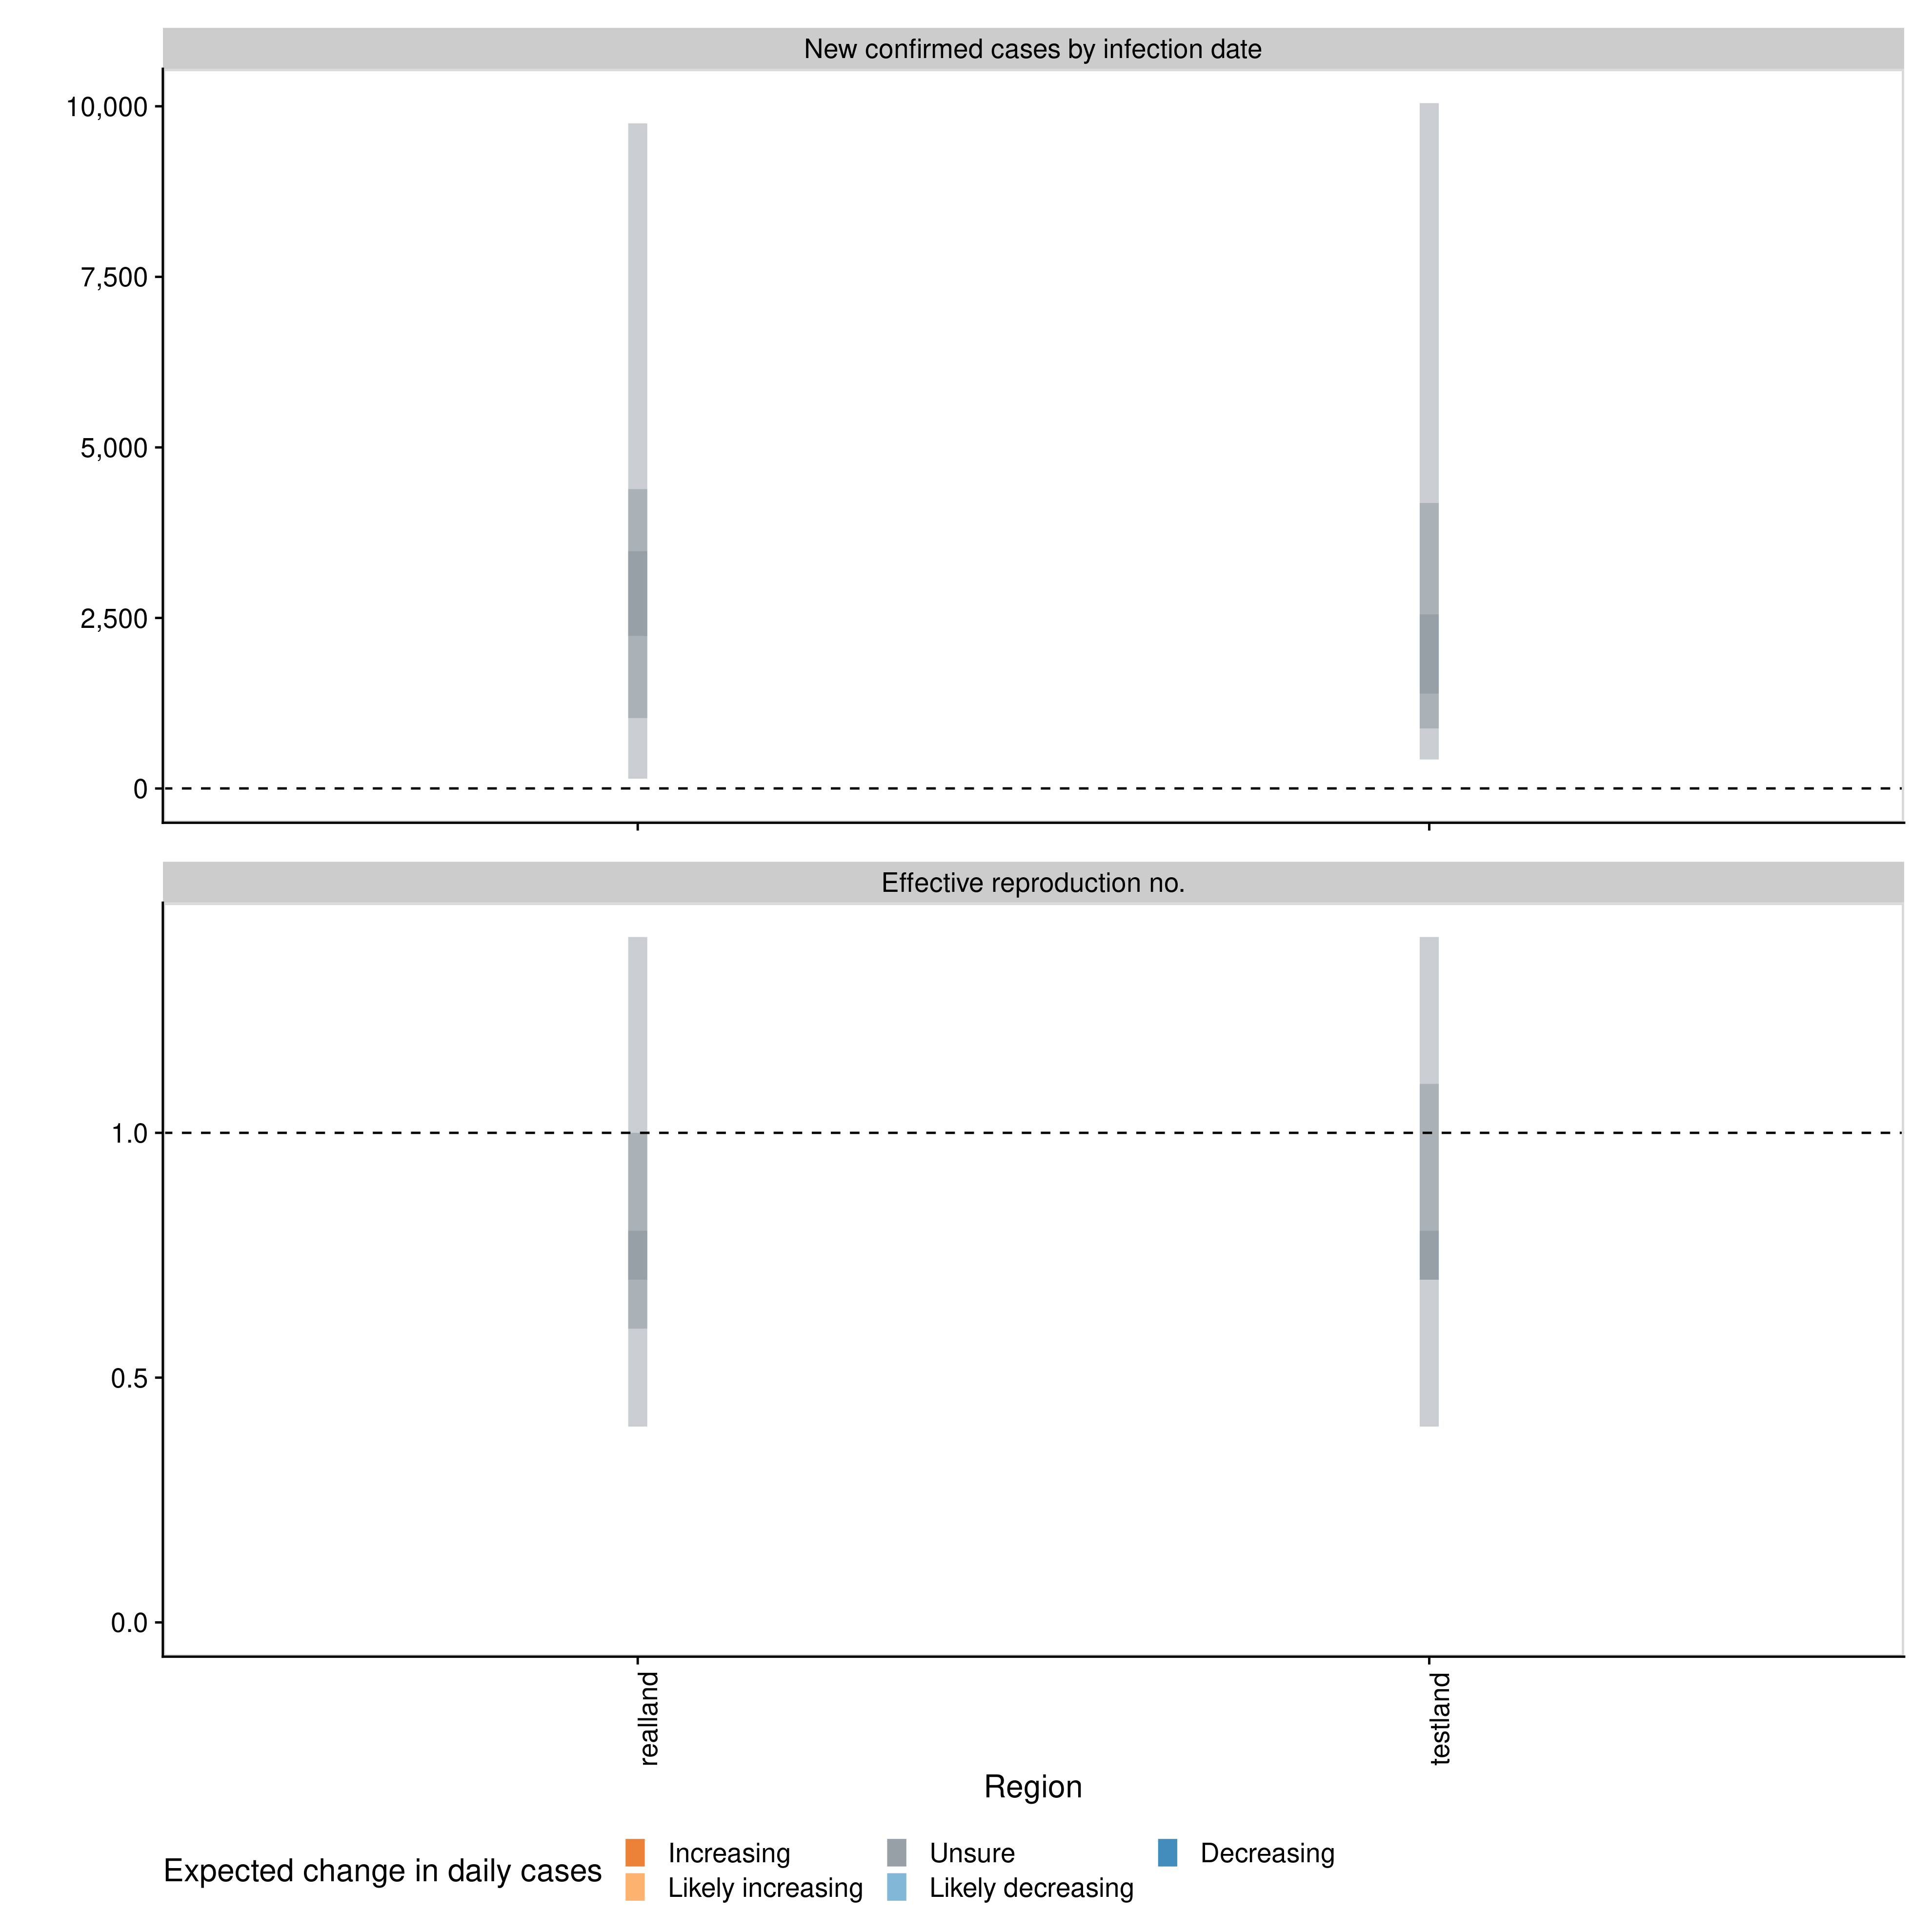 New confirmed cases by infection date
10,000
7,500
5,000
2,500
0
Effective reproduction no.
1.0
0.5
0.0
realland
testland
Region
Expected change in daily cases
Increasing
Unsure
Decreasing
Likely increasing
Likely decreasing